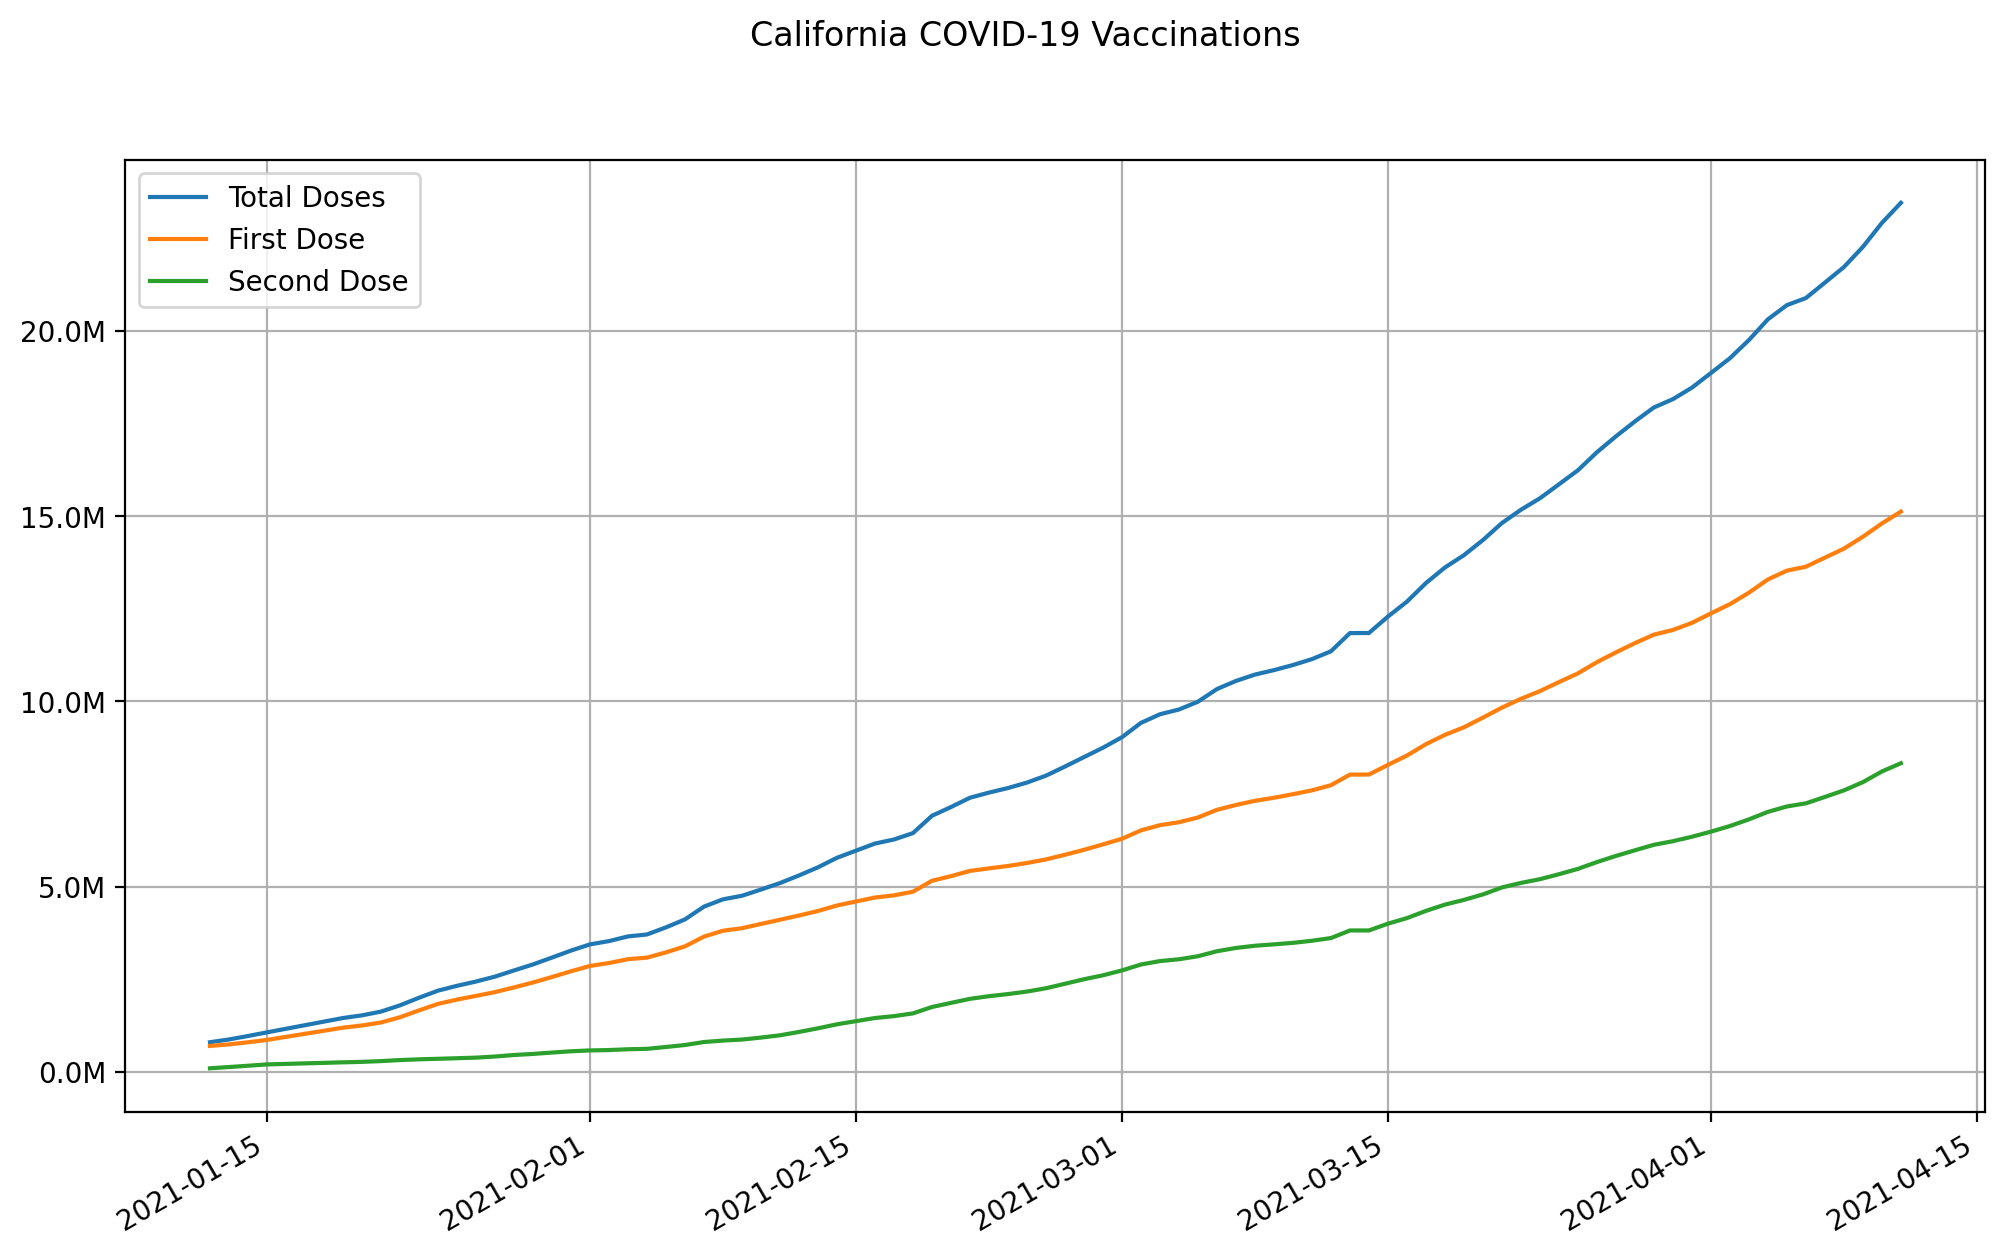 California COVID-19 Vaccinations
Total Doses
First Dose
Second Dose
20.0M
15.0M
10.0M
5.0M
0.0M
2021-01-15
2021-02-01
2021-02-15
2021-03-01
2021-03-15
2021-04-01
2021-04-15